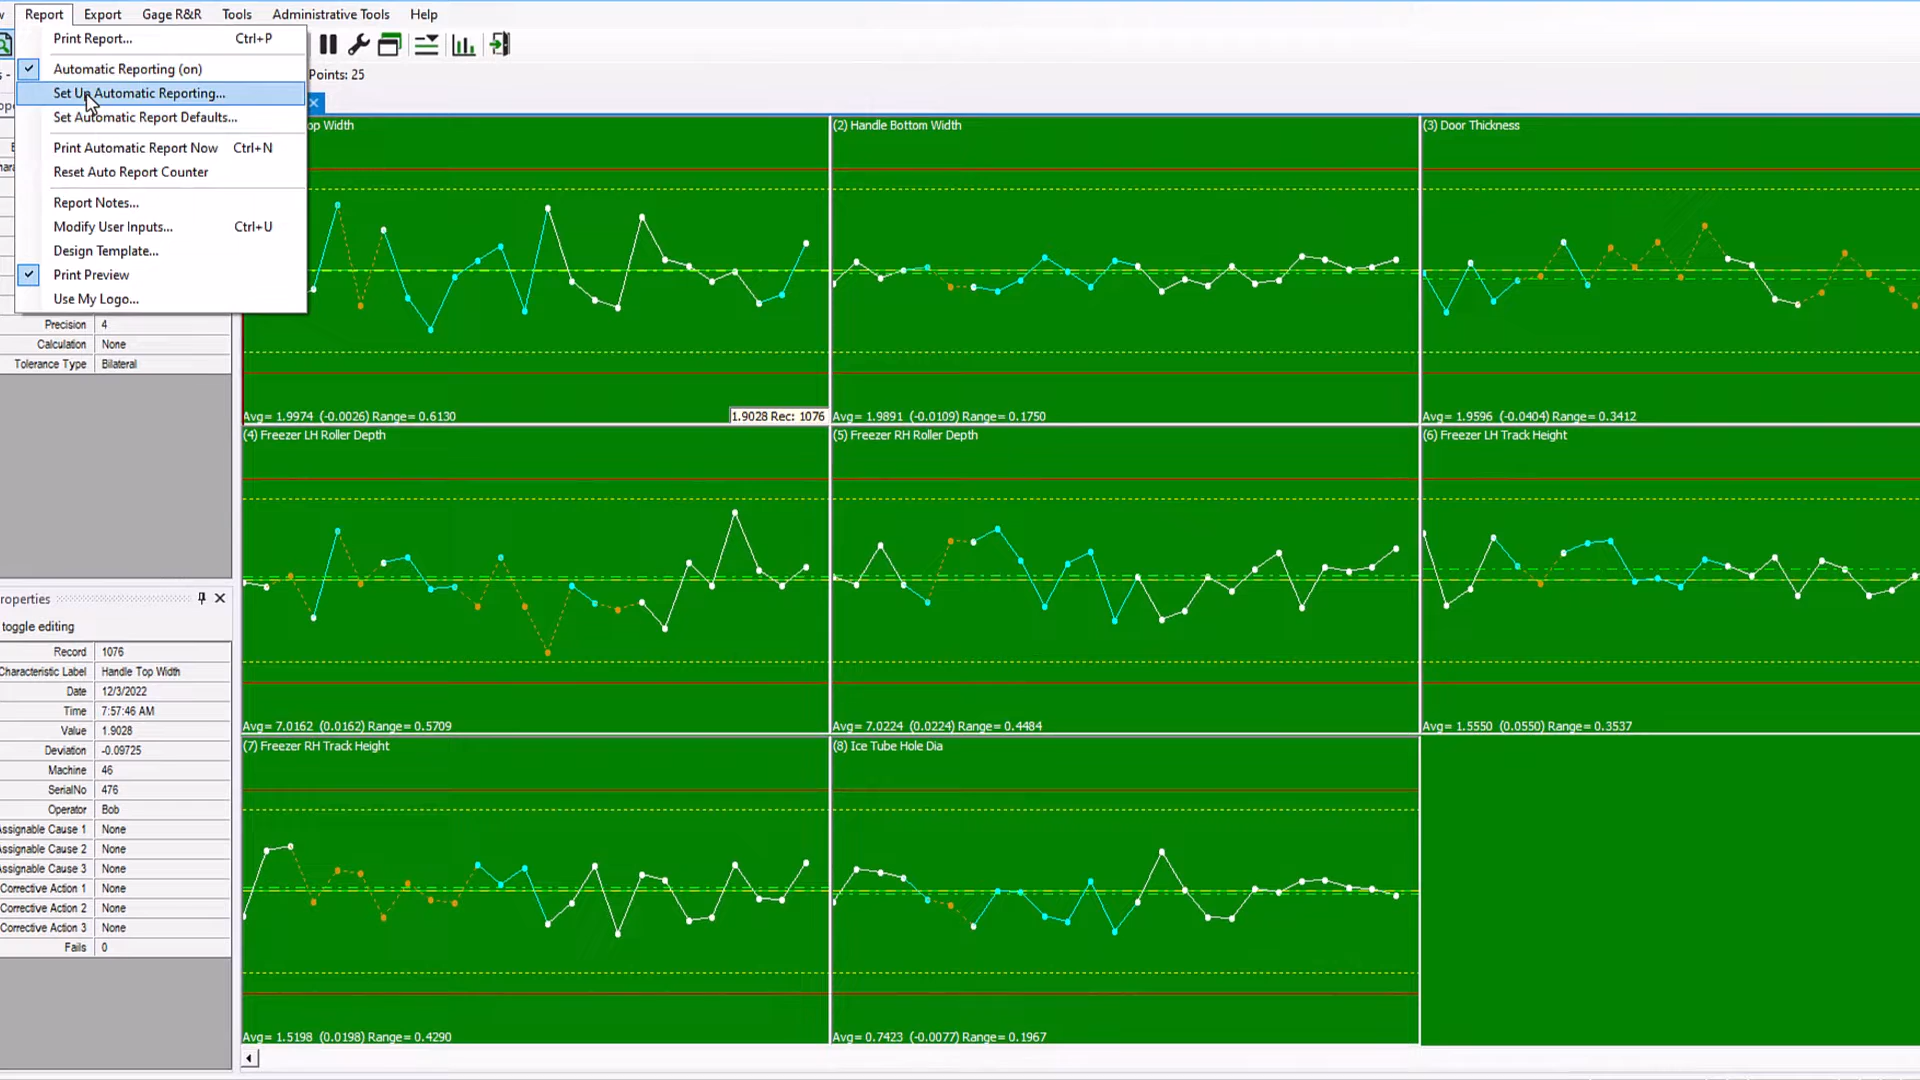 Report Export Gage R&R Tools Administrative Tools Help
Print Report... Ctrl+P
Automatic Reporting (on)
Set Up Automatic Reporting...
Set Automatic Report Defaults...
Print Automatic Report Now Ctrl+N
Reset Auto Report Counter
Report Notes...
Modify User Inputs... Ctrl+U
Design Template...
Print Preview
Use My Logo...
Points: 25
op Width
(2) Handle Bottom Width
(3) Door Thickness
Precision 4
Calculation None
Tolerance Type Bilateral
Avg= 1.9974 (-0.0026) Range= 0.6130
1.9028 Rec: 1076
Avg= 1.9891 (-0.0109) Range= 0.1750
Avg= 1.9596 (-0.0404) Range= 0.3412
(4) Freezer LH Roller Depth
(5) Freezer RH Roller Depth
(6) Freezer LH Track Height
Avg= 7.0162 (0.0162) Range= 0.5709
Avg= 7.0224 (0.0224) Range= 0.4484
Avg= 1.5550 (0.0550) Range= 0.3537
(7) Freezer RH Track Height
(8) Ice Tube Hole Dia
Avg= 1.5198 (0.0198) Range= 0.4290
Avg= 0.7423 (-0.0077) Range= 0.1967
roperties
toggle editing
Record 1076
Characteristic Label Handle Top Width
Date 12/3/2022
Time 7:57:46 AM
Value 1.9028
Deviation -0.09725
Machine 46
SerialNo 476
Operator Bob
Assignable Cause 1 None
Assignable Cause 2 None
Assignable Cause 3 None
Corrective Action 1 None
Corrective Action 2 None
Corrective Action 3 None
Fails 0